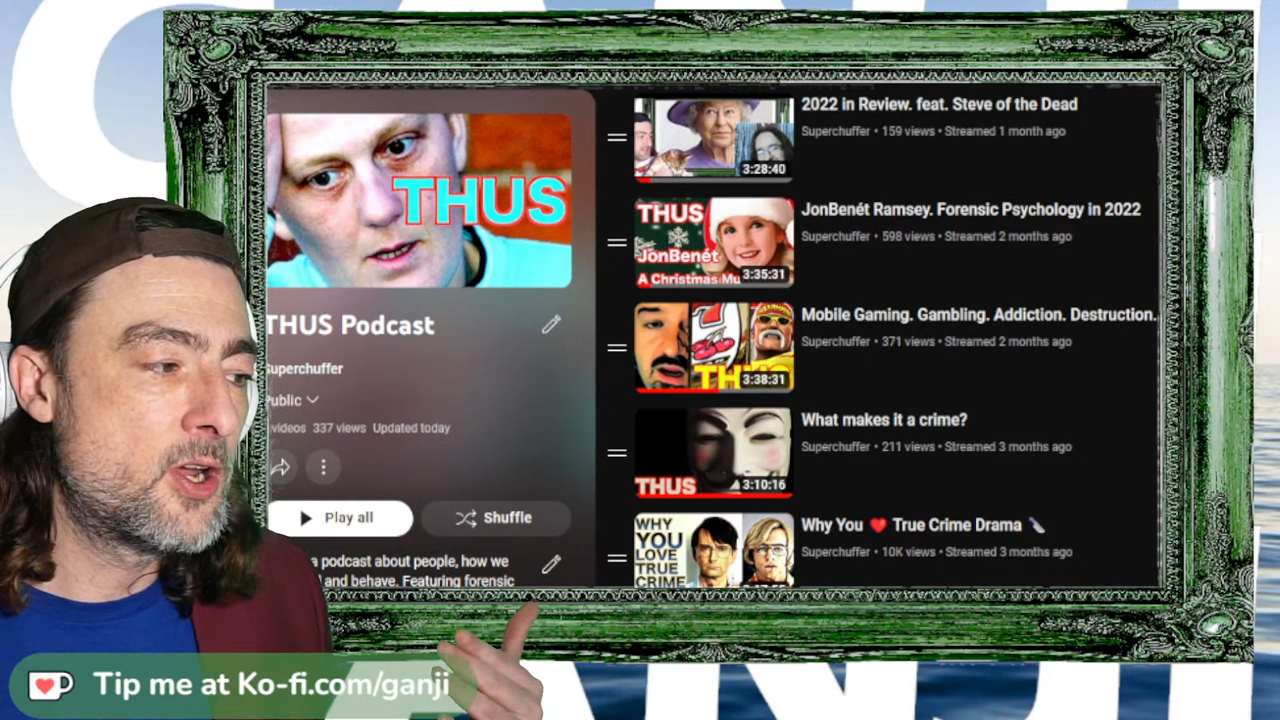 THUS
THUS Podcast
Superchuffer
Public
videos 337 views Updated today
Play all
Shuffle
a podcast about people, how we
and behave. Featuring forensic
3:28:40
2022 in Review. feat. Steve of the Dead
Superchuffer • 159 views • Streamed 1 month ago
THUS
JonBenét
A Christmas Mu
3:35:31
JonBenét Ramsey. Forensic Psychology in 2022
Superchuffer • 598 views • Streamed 2 months ago
THUS
3:38:31
Mobile Gaming. Gambling. Addiction. Destruction.
Superchuffer • 371 views • Streamed 2 months ago
THUS
3:10:16
What makes it a crime?
Superchuffer • 211 views • Streamed 3 months ago
WHY
YOU
LOVE
TRUE
CRIME
Why You ❤️ True Crime Drama 🔪
Superchuffer • 10K views • Streamed 3 months ago
Tip me at Ko-fi.com/ganji